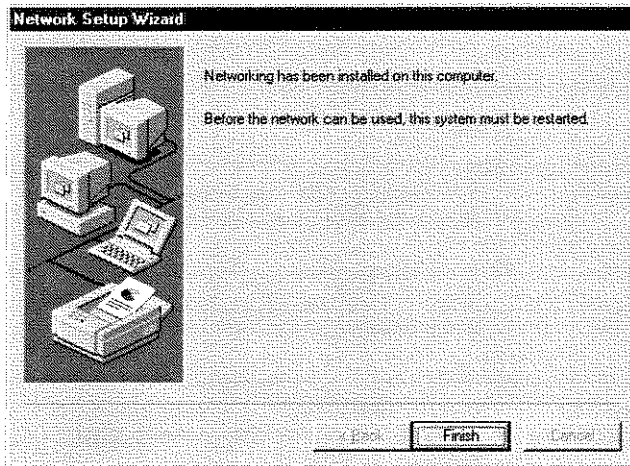 Network Setup Wizard
Networking has been installed on this computer.
Before the network can be used, this system must be restarted.
< Back
Finish
Cancel